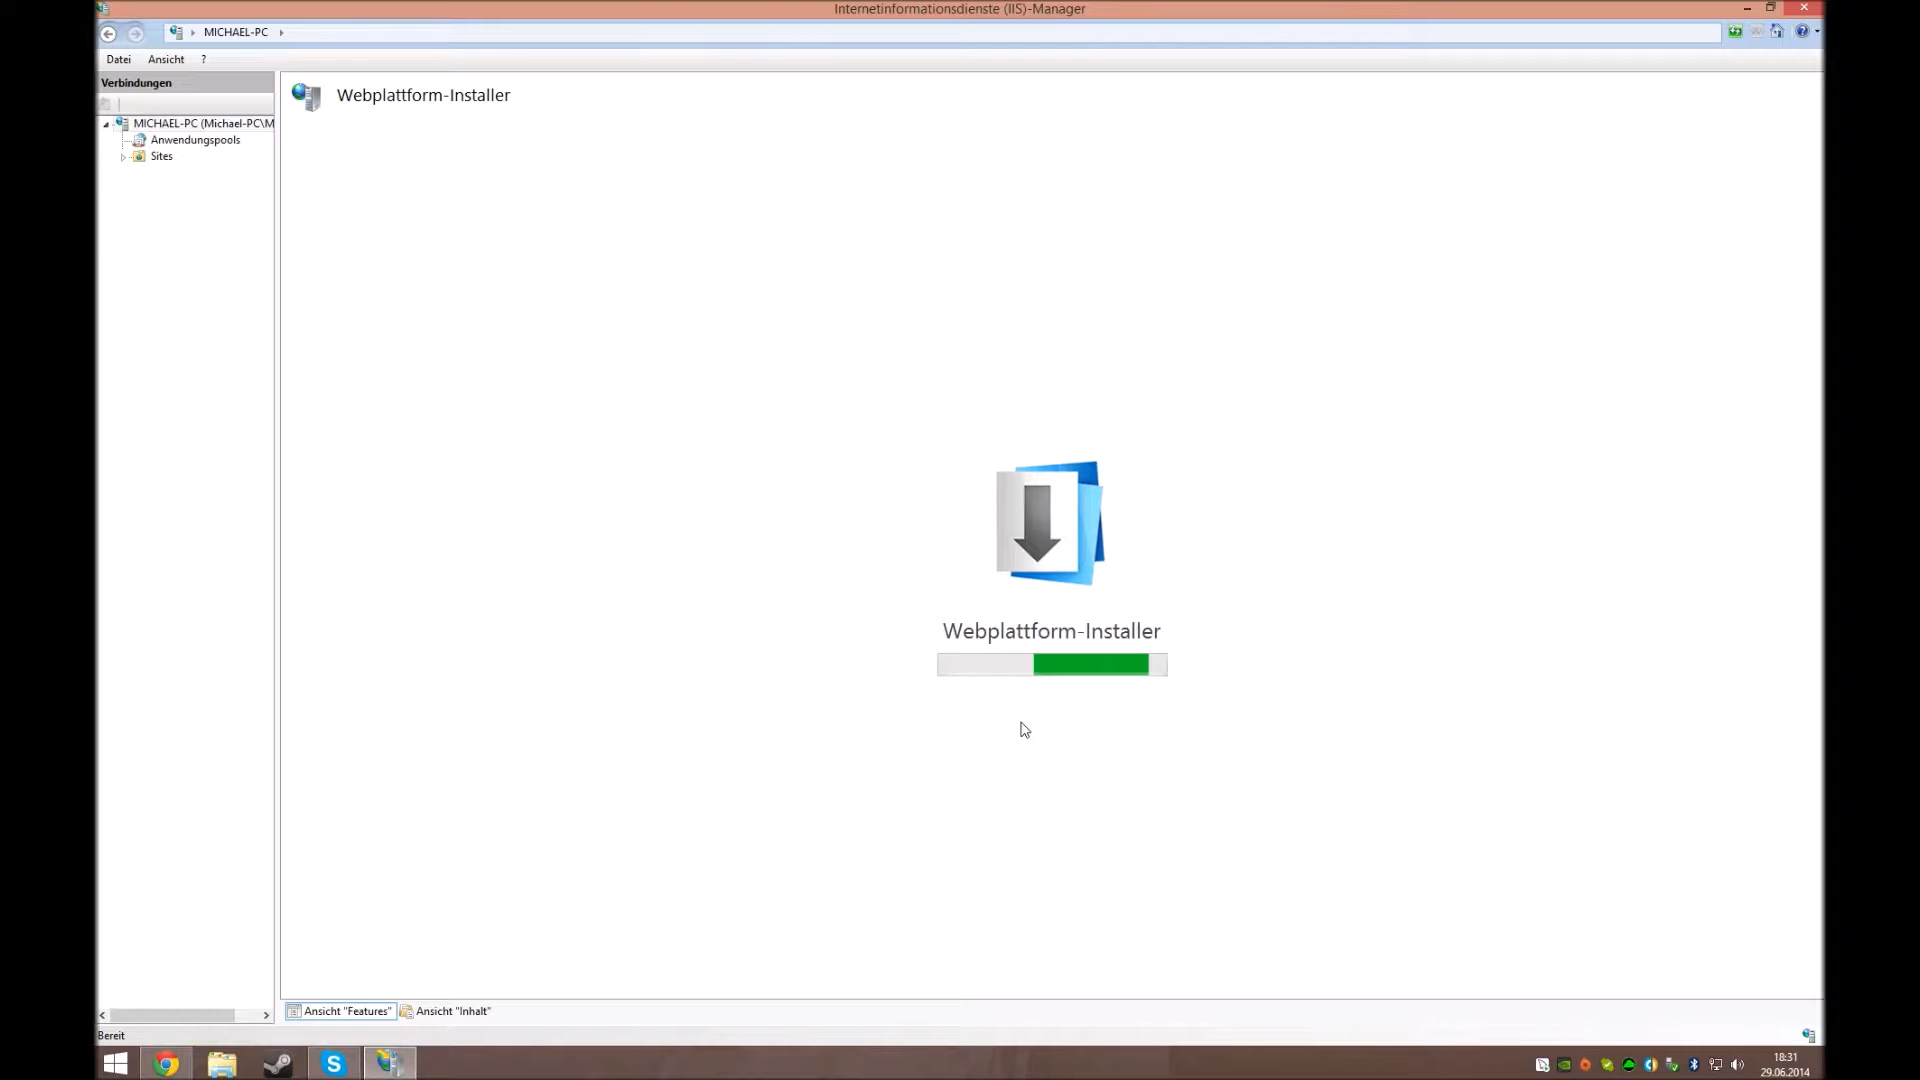 Internetinformationsdienste (IIS)-Manager
MICHAEL-PC
Datei Ansicht ?
Verbindungen
Webplattform-Installer
MICHAEL-PC (Michael-PC\M
Anwendungspools
Sites
Webplattform-Installer
Ansicht "Features" Ansicht "Inhalt"
Bereit
18:31
29.06.2014